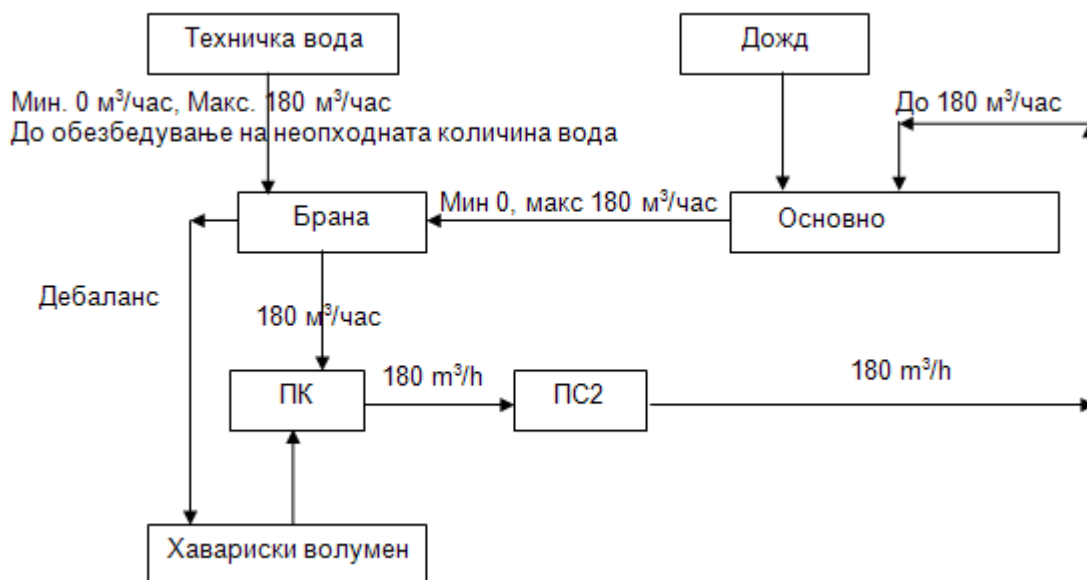 Техничка вода
Дожд
Мин. 0 м³/час, Макс. 180 м³/час
До 180 м³/час
До обезбедување на неопходната количина вода
Мин 0, макс 180 м³/час
Брана
Основно
Дебаланс
180 м³/час
180 m³/h
180 m³/h
ПК
ПС2
Хавариски волумен